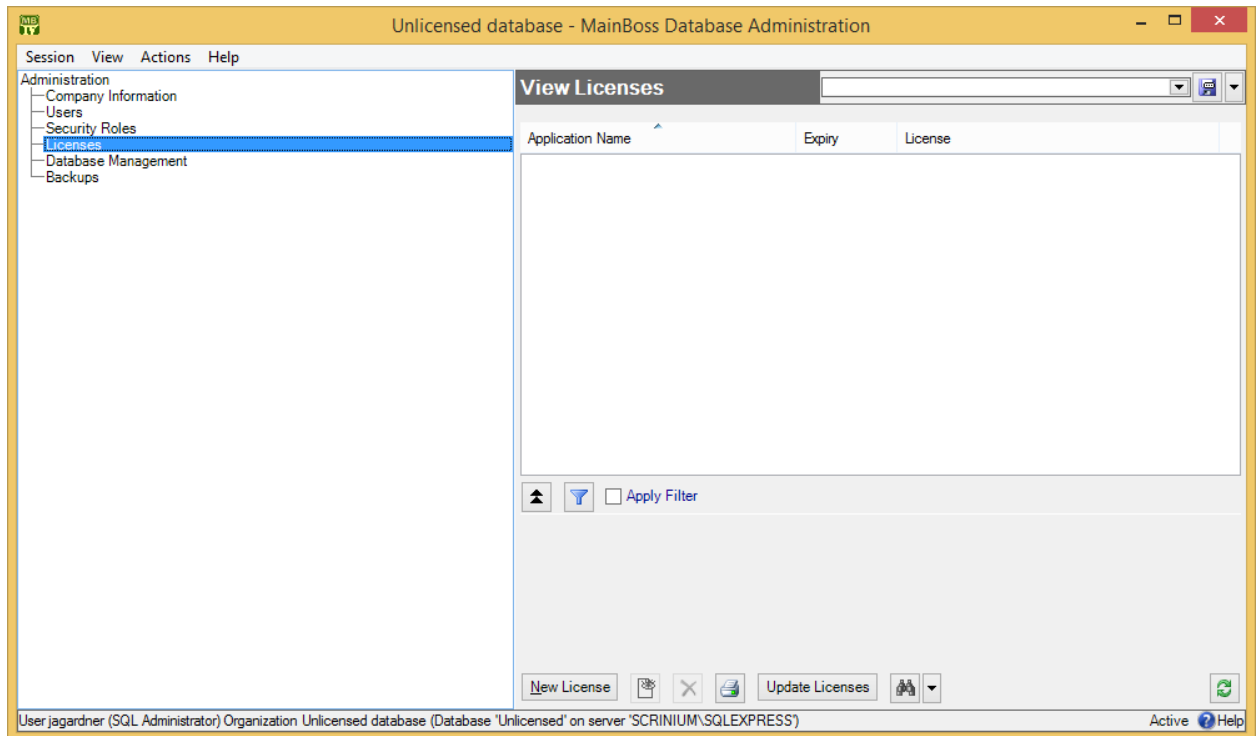 MB
TY
Unlicensed database - MainBoss Database Administration
Session View Actions Help
Administration
Company Information
Users
Security Roles
Licenses
Database Management
Backups
View Licenses
Application Name Expiry License
Apply Filter
New License Update Licenses
User jagardner (SQL Administrator) Organization Unlicensed database (Database 'Unlicensed' on server 'SCRINIUM\SQLEXPRESS') Active Help